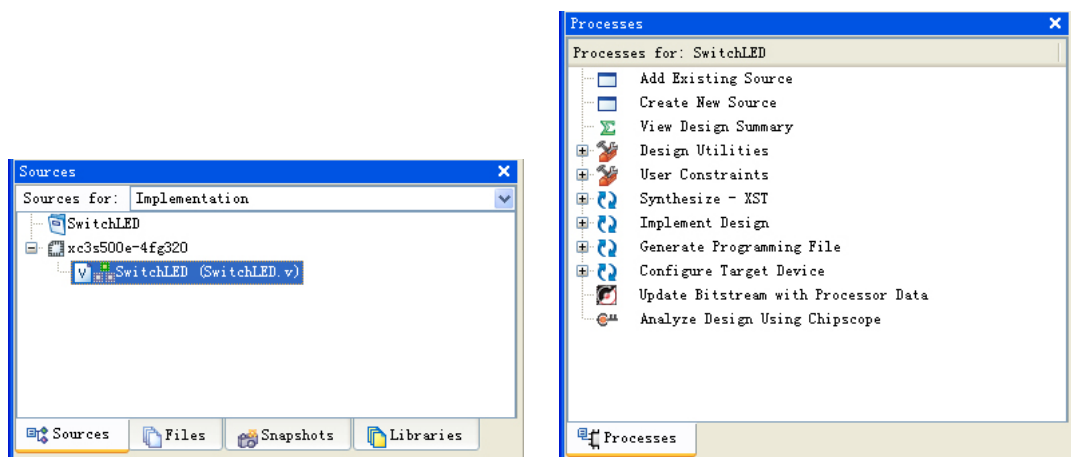 Sources
Sources for: Implementation
SwitchLED
xc3s500e-4fg320
V SwitchLED (SwitchLED.v)
Sources Files Snapshots Libraries
Processes
Processes for: SwitchLED
Add Existing Source
Create New Source
View Design Summary
Design Utilities
User Constraints
Synthesize - XST
Implement Design
Generate Programming File
Configure Target Device
Update Bitstream with Processor Data
Analyze Design Using Chipscope
Processes